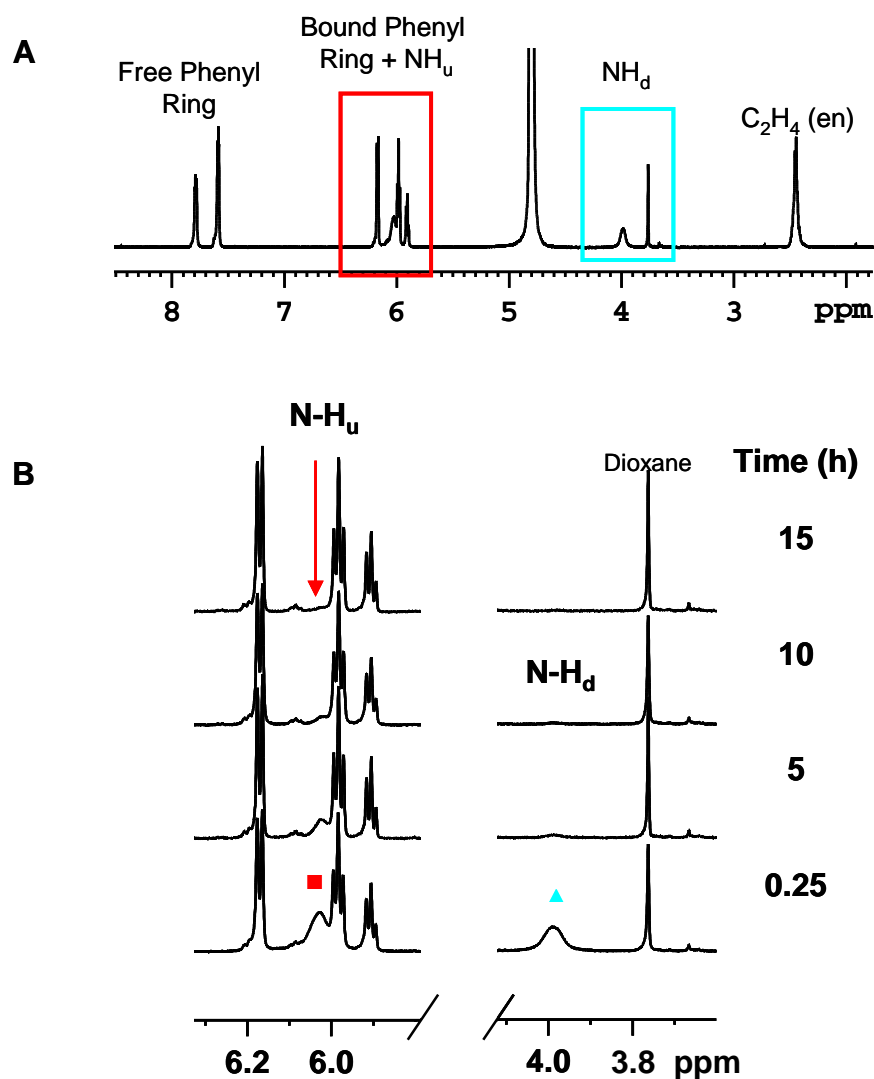 A
Free Phenyl
Ring
Bound Phenyl
Ring + NHu
NHd
C2H4 (en)
8 7 6 5 4 3 ppm
B
N-Hu
Dioxane
Time (h)
15
10
N-Hd
5
0.25
6.2 6.0 4.0 3.8 ppm